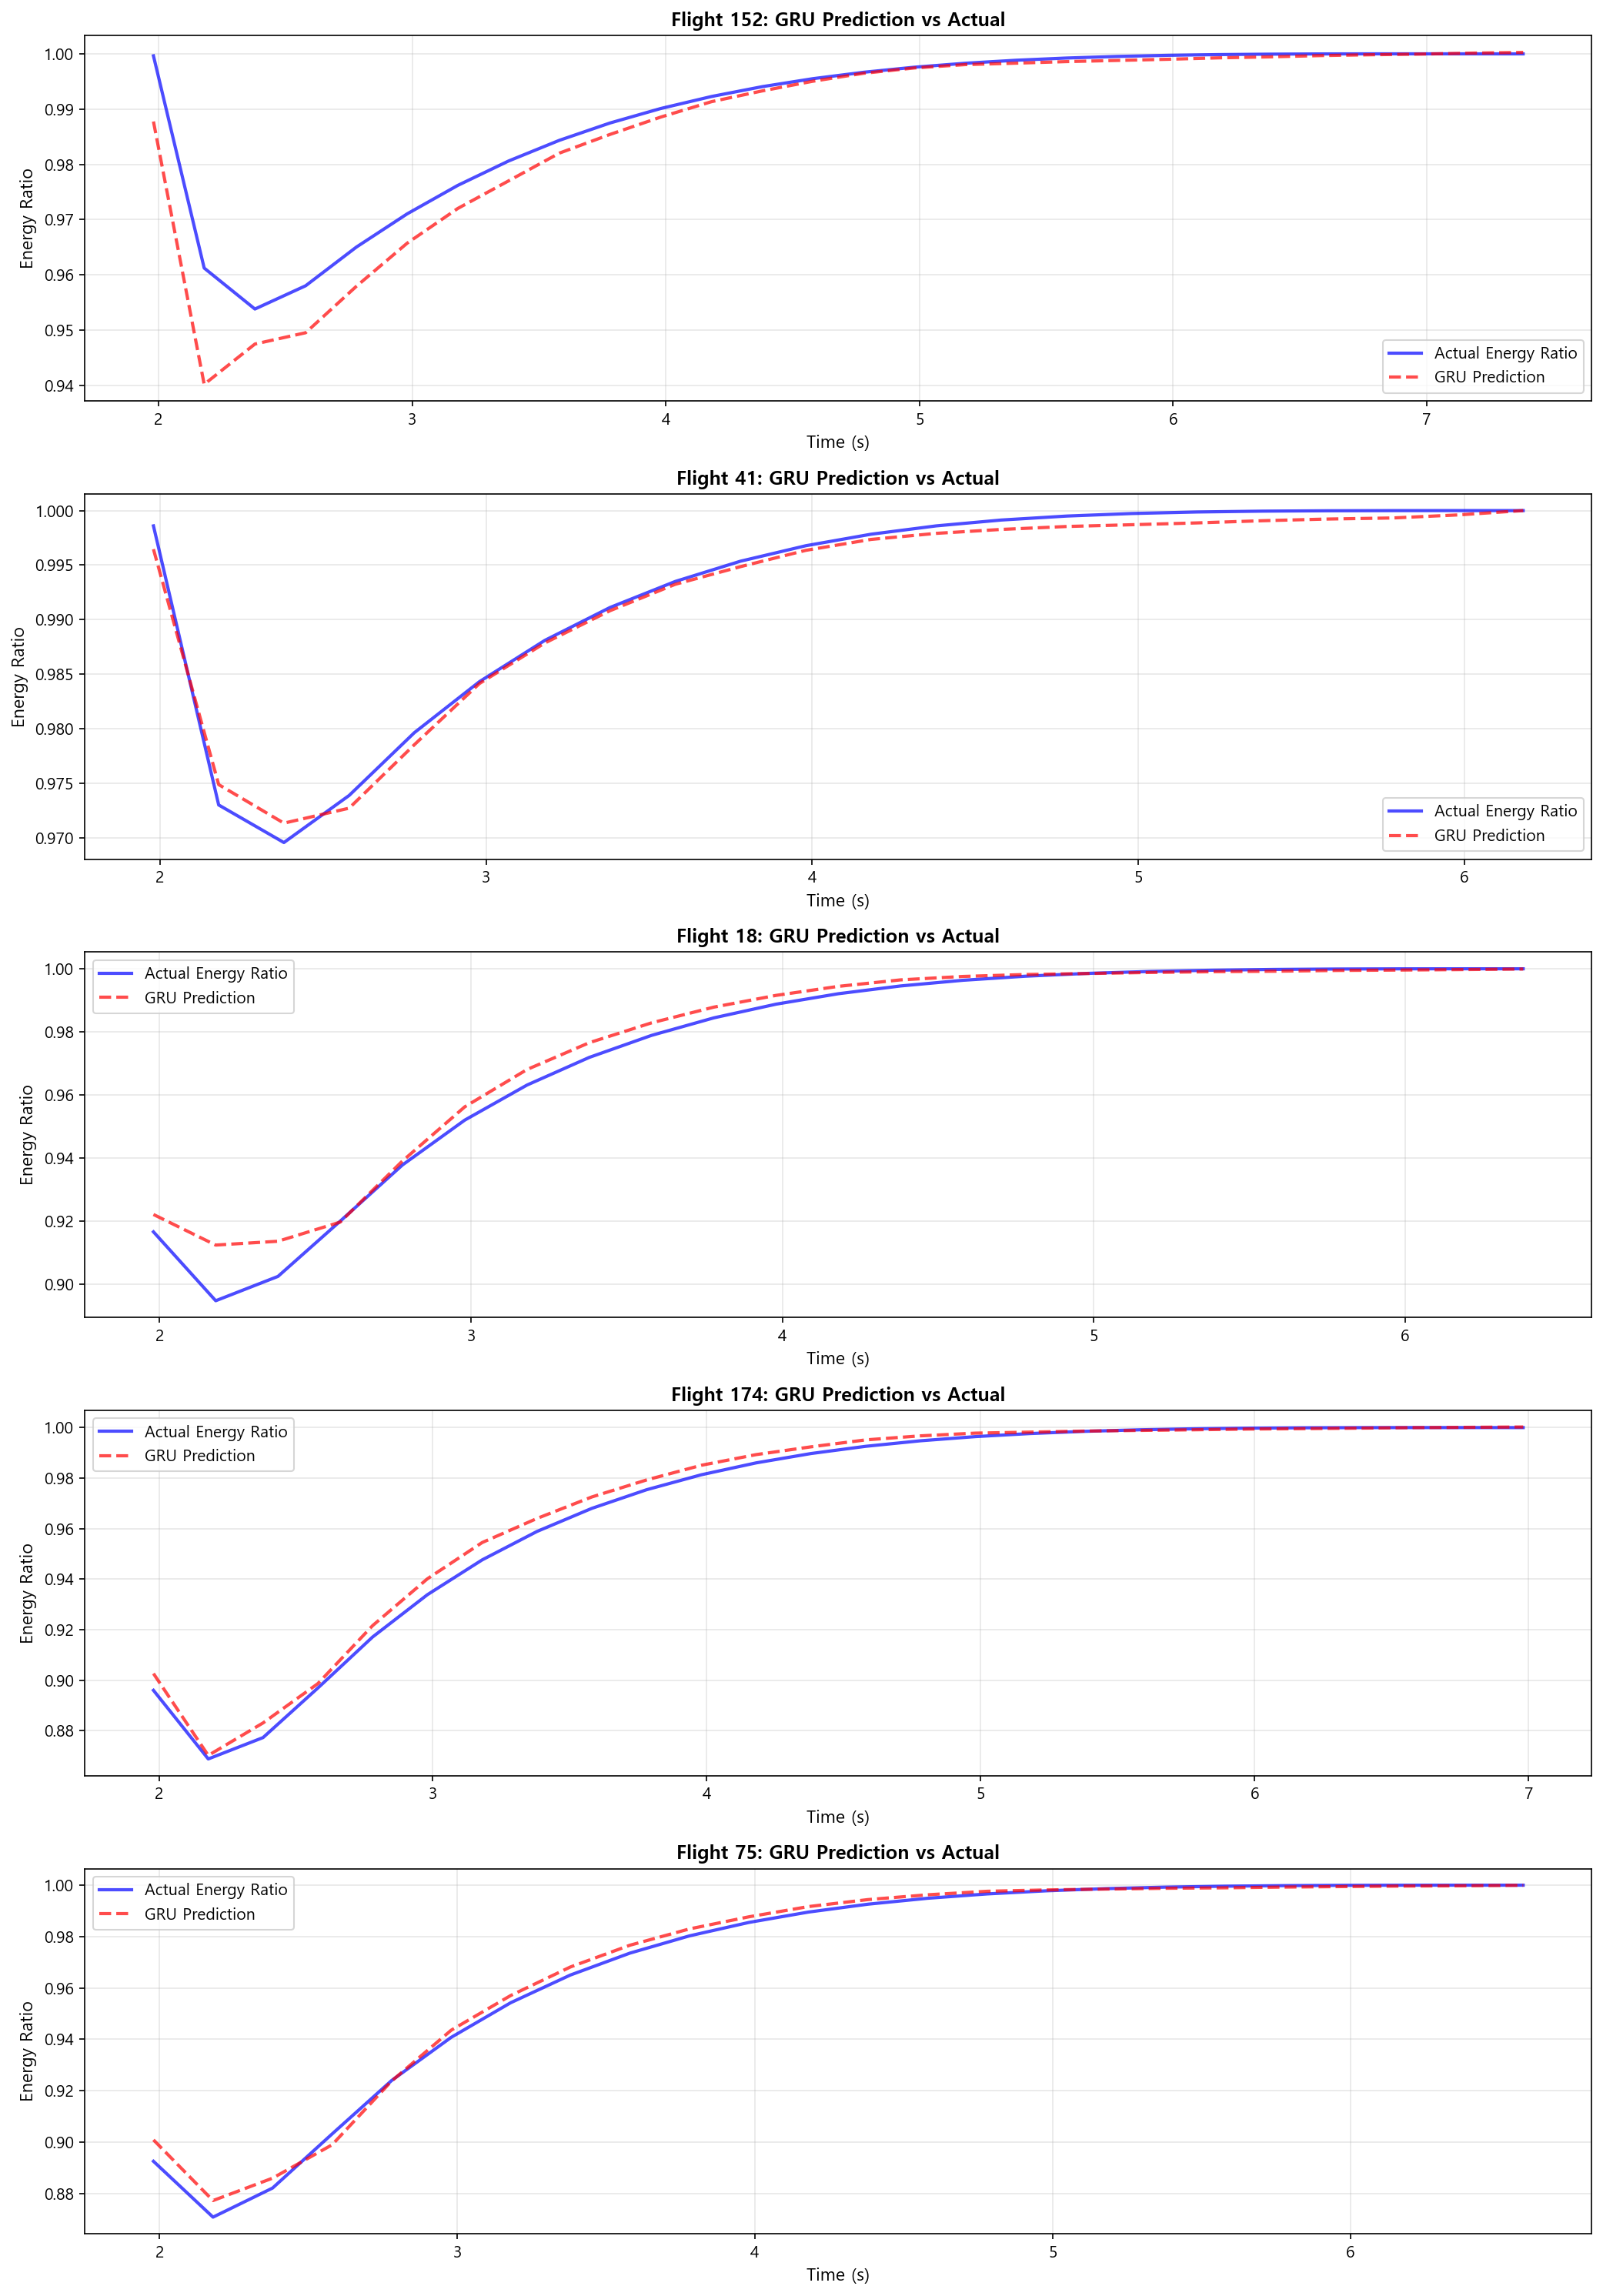 Flight 152: GRU Prediction vs Actual
1.00
0.99
0.98
0.97
0.96
0.95
0.94
Energy Ratio
Actual Energy Ratio
GRU Prediction
2 3 4 5 6 7
Time (s)
Flight 41: GRU Prediction vs Actual
1.000
0.995
0.990
0.985
0.980
0.975
0.970
Energy Ratio
Actual Energy Ratio
GRU Prediction
2 3 4 5 6
Time (s)
Flight 18: GRU Prediction vs Actual
Actual Energy Ratio
GRU Prediction
1.00
0.98
0.96
0.94
0.92
0.90
Energy Ratio
2 3 4 5 6
Time (s)
Flight 174: GRU Prediction vs Actual
Actual Energy Ratio
GRU Prediction
1.00
0.98
0.96
0.94
0.92
0.90
0.88
Energy Ratio
2 3 4 5 6 7
Time (s)
Flight 75: GRU Prediction vs Actual
Actual Energy Ratio
GRU Prediction
1.00
0.98
0.96
0.94
0.92
0.90
0.88
Energy Ratio
2 3 4 5 6
Time (s)